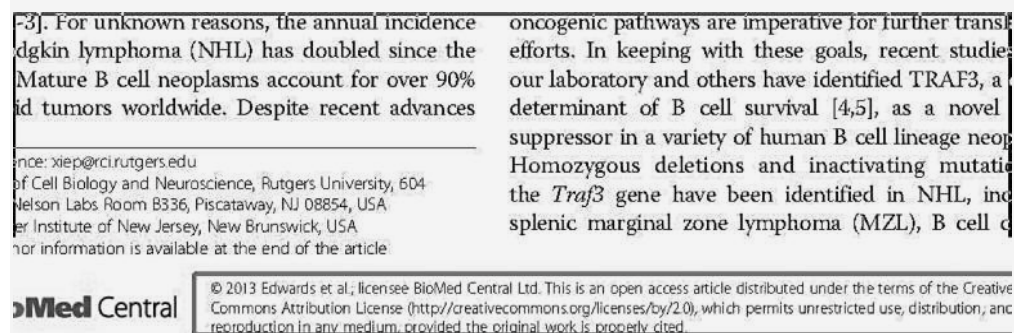 -3]. For unknown reasons, the annual incidence
dgkin lymphoma (NHL) has doubled since the
Mature B cell neoplasms account for over 90%
id tumors worldwide. Despite recent advances
nce: xiep@rci.rutgers.edu
of Cell Biology and Neuroscience, Rutgers University, 604
Nelson Labs Room B336, Piscataway, NJ 08854, USA
er Institute of New Jersey, New Brunswick, USA
hor information is available at the end of the article
oncogenic pathways are imperative for further transl
efforts. In keeping with these goals, recent studies
our laboratory and others have identified TRAF3, a
determinant of B cell survival [4,5], as a novel
suppressor in a variety of human B cell lineage neop
Homozygous deletions and inactivating mutatio
the Traf3 gene have been identified in NHL, inc
splenic marginal zone lymphoma (MZL), B cell c
oMed Central
© 2013 Edwards et al.; licensee BioMed Central Ltd. This is an open access article distributed under the terms of the Creative
Commons Attribution License (http://creativecommons.org/licenses/by/2.0), which permits unrestricted use, distribution, and
reproduction in any medium, provided the original work is properly cited.